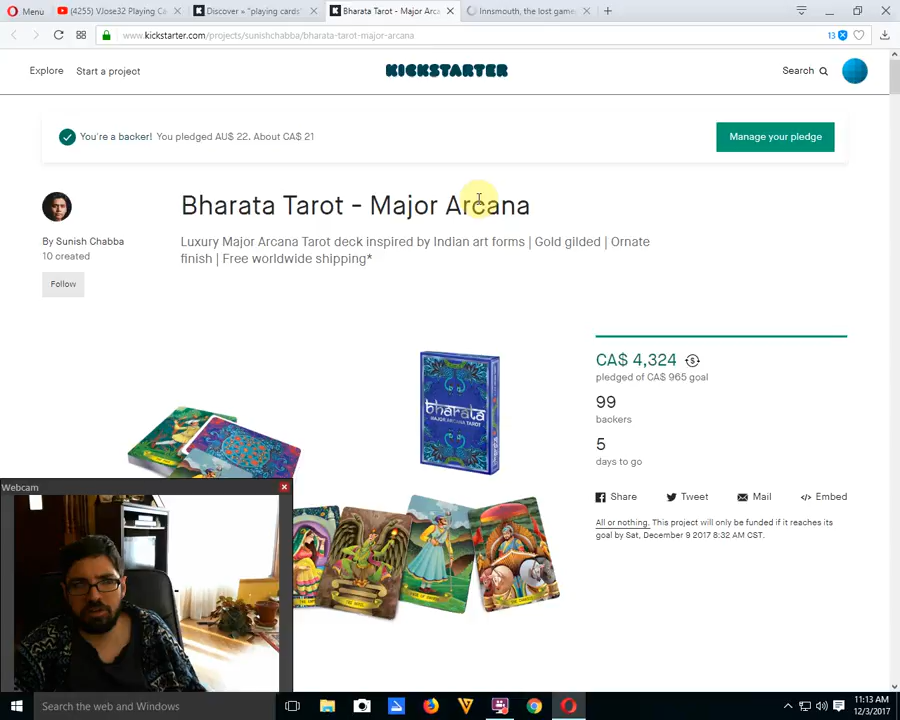 Menu
(4255) VJose32 Playing Ca
Discover » "playing cards"
Bharata Tarot - Major Arca
Innsmouth, the lost game
www.kickstarter.com/projects/sunishchabba/bharata-tarot-major-arcana
13
Explore
Start a project
KICKSTARTER
Search
You're a backer! You pledged AU$ 22. About CA$ 21
Manage your pledge
By Sunish Chabba
10 created
Follow
Bharata Tarot - Major Arcana
Luxury Major Arcana Tarot deck inspired by Indian art forms | Gold gilded | Ornate
finish | Free worldwide shipping*
bharata
MAJOR ARCANA TAROT
CA$ 4,324
pledged of CA$ 965 goal
99
backers
5
days to go
Share
Tweet
Mail
Embed
All or nothing. This project will only be funded if it reaches its
goal by Sat, December 9 2017 8:32 AM CST.
Webcam
Search the web and Windows
11:13 AM
12/3/2017